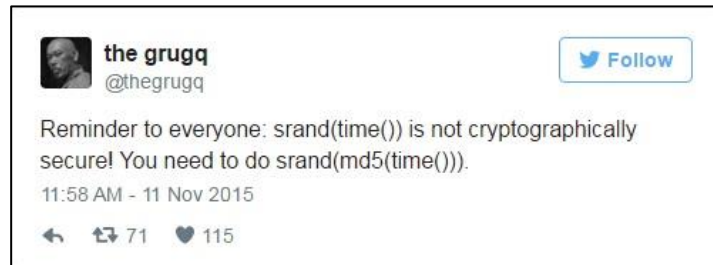 the grugq
Follow
@thegrugq
Reminder to everyone: srand(time()) is not cryptographically
secure! You need to do srand(md5(time())).
11:58 AM - 11 Nov 2015
71 115